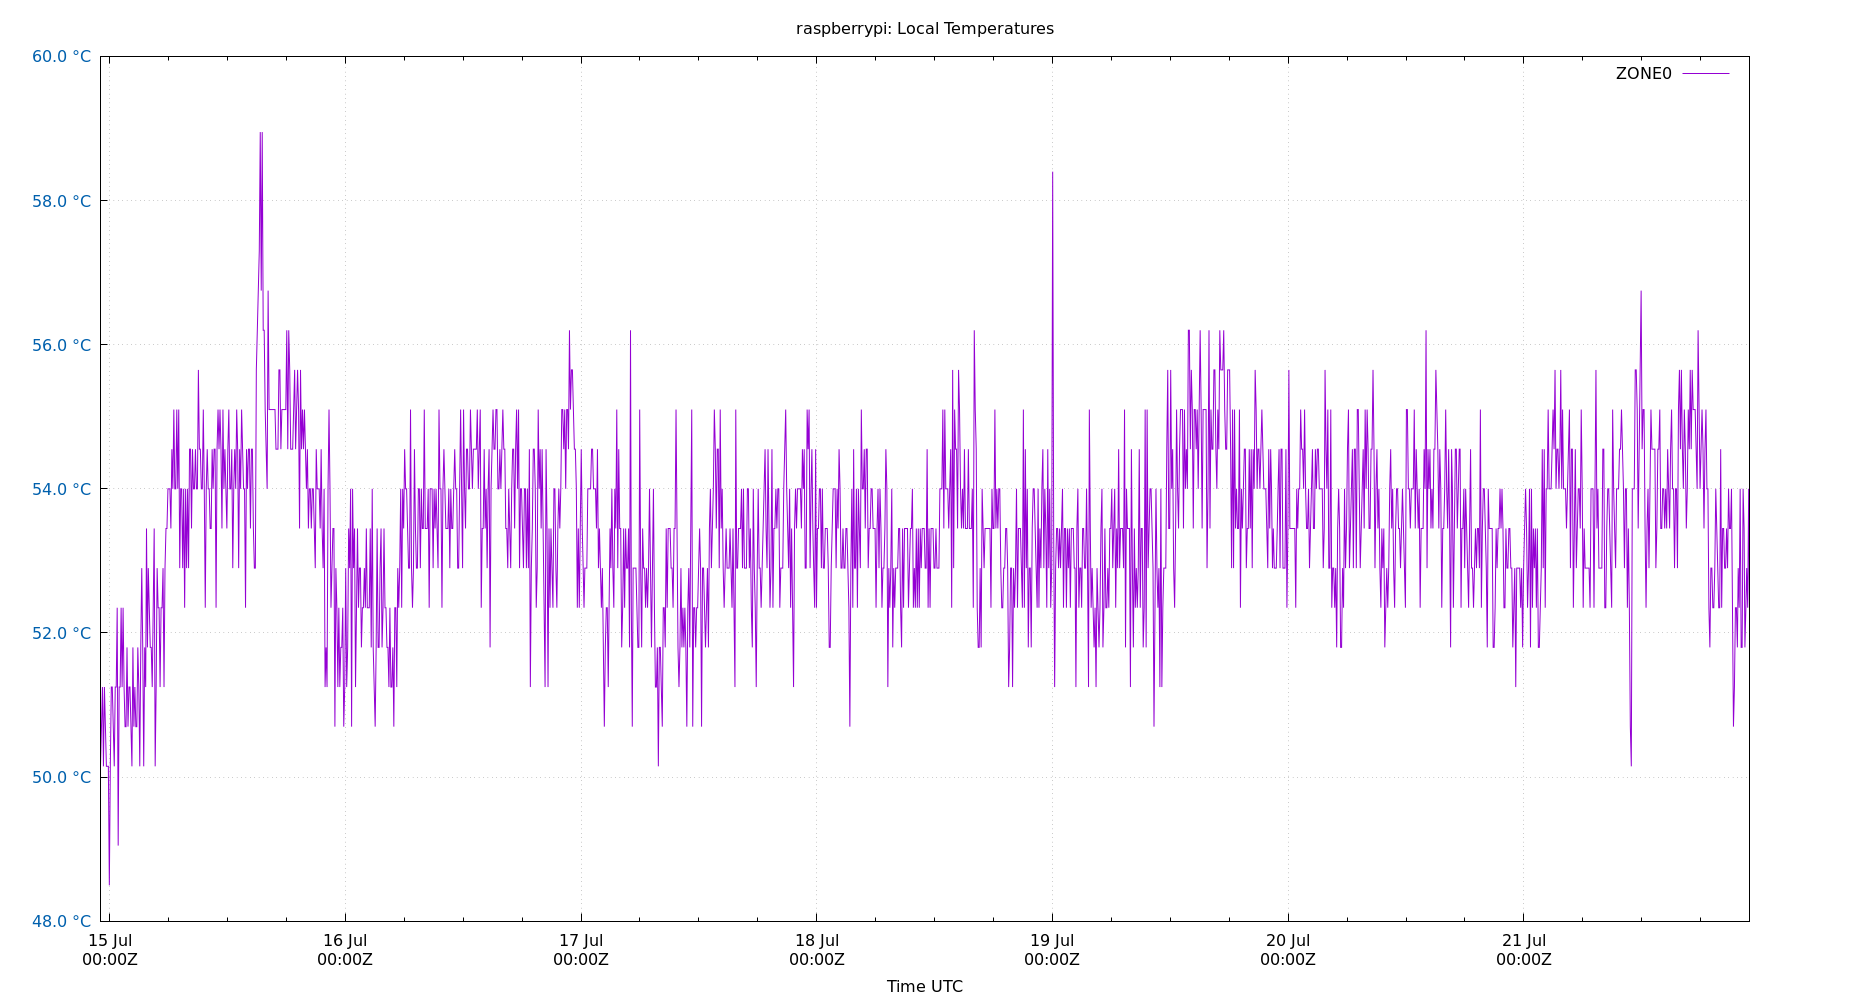 raspberrypi: Local Temperatures
60.0 °C
ZONE0
58.0 °C
56.0 °C
54.0 °C
52.0 °C
50.0 °C
48.0 °C
15 Jul 16 Jul 17 Jul 18 Jul 19 Jul 20 Jul 21 Jul
00:00Z 00:00Z 00:00Z 00:00Z 00:00Z 00:00Z 00:00Z
Time UTC